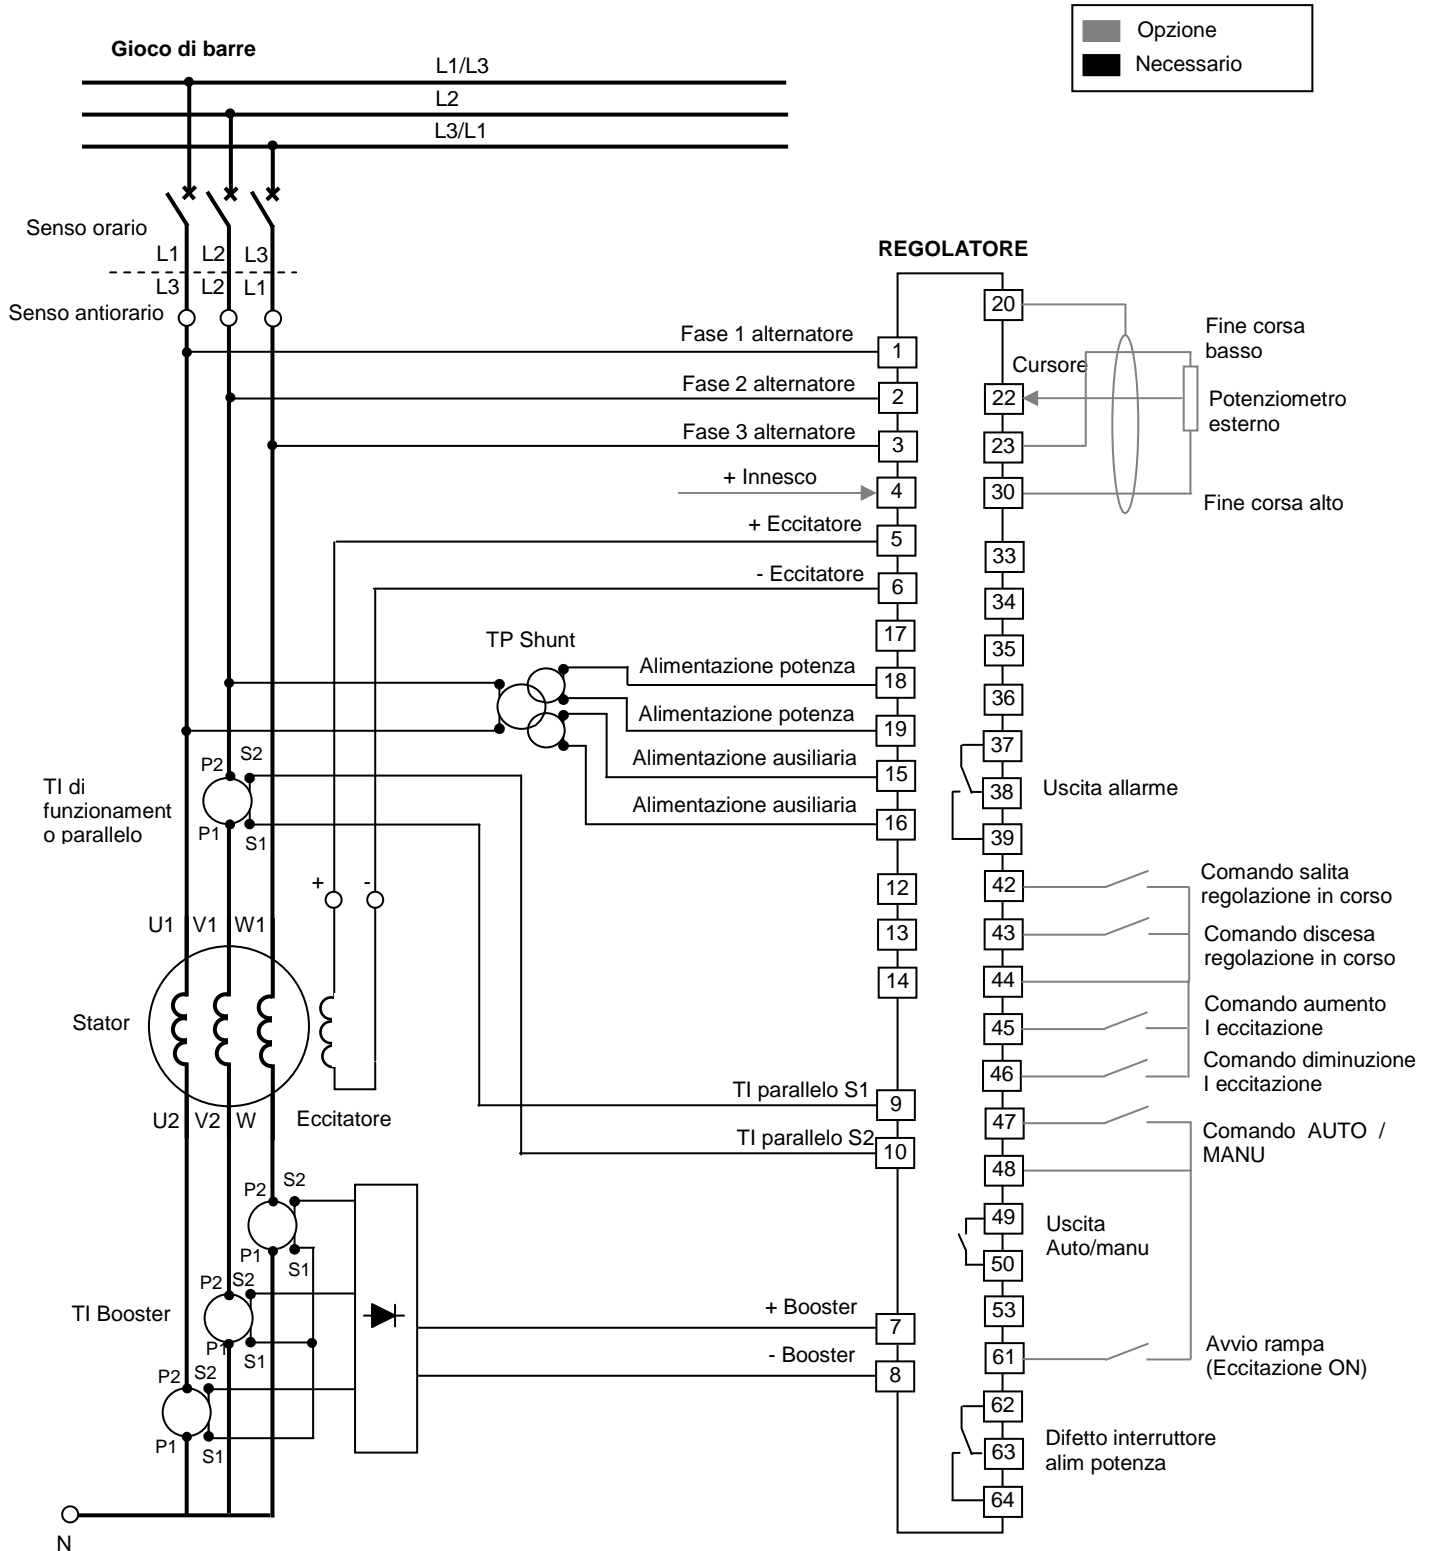 Opzione
Necessario
Gioco di barre
L1/L3
L2
L3/L1
Senso orario
L1 L2 L3
L3 L2 L1
Senso antiorario
REGOLATORE
Fase 1 alternatore
1
Fase 2 alternatore
2
Fase 3 alternatore
3
+ Innesco
4
+ Eccitatore
5
- Eccitatore
6
17
TP Shunt
Alimentazione potenza
18
Alimentazione potenza
19
Alimentazione ausiliaria
15
Alimentazione ausiliaria
16
12
13
14
TI parallelo S1
9
TI parallelo S2
10
+ Booster
7
- Booster
8
20
Fine corsa
basso
Cursore
22
Potenziometro
esterno
23
30
Fine corsa alto
33
34
35
36
37
38
Uscita allarme
39
42
Comando salita
regolazione in corso
43
Comando discesa
regolazione in corso
44
45
Comando aumento
I eccitazione
46
Comando diminuzione
I eccitazione
47
Comando AUTO /
MANU
48
49
Uscita
Auto/manu
50
53
61
Avvio rampa
(Eccitazione ON)
62
63
Difetto interruttore
alim potenza
64
P2 S2
TI di
funzionament
o parallelo
P1 S1
+ -
U1 V1 W1
Stator
U2 V2 W
Eccitatore
P2 S2
P1 S1
P2 S2
TI Booster
P1 S1
P2 S2
P1 S1
N